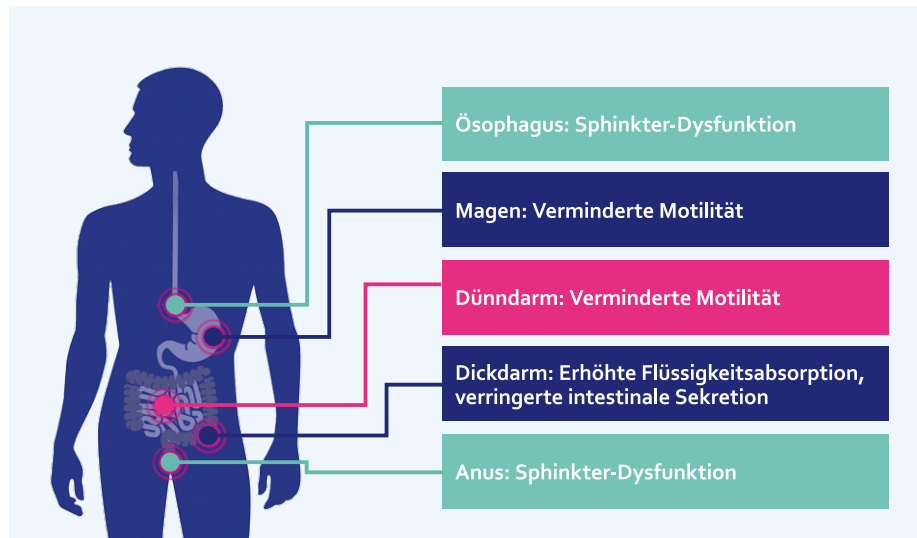 Ösophagus: Sphinkter-Dysfunktion
Magen: Verminderte Motilität
Dünndarm: Verminderte Motilität
Dickdarm: Erhöhte Flüssigkeitsabsorption,
verringerte intestinale Sekretion
Anus: Sphinkter-Dysfunktion